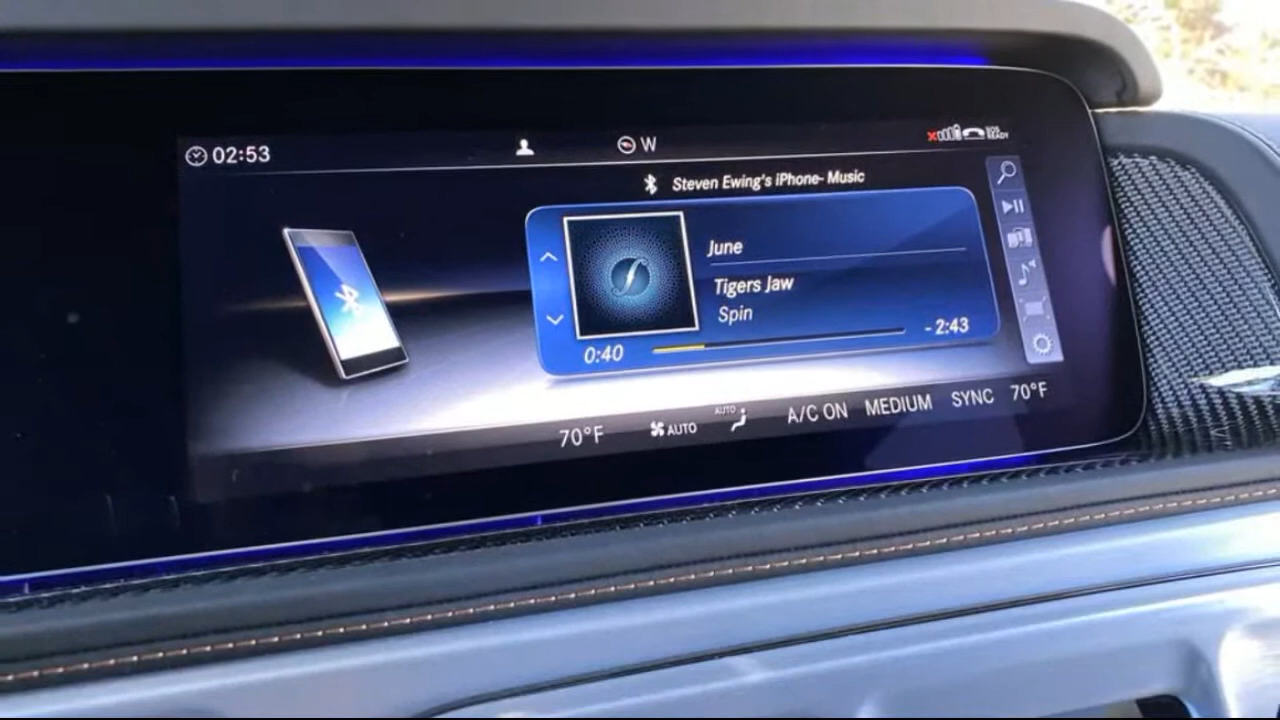 02:53
W
READY
Steven Ewing's iPhone- Music
June
Tigers Jaw
Spin
0:40
- 2:43
70°F
AUTO
AUTO
A/C ON
MEDIUM
SYNC
70°F